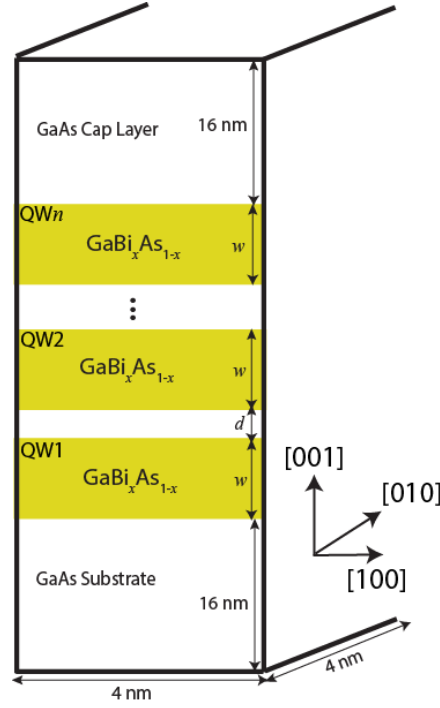 GaAs Cap Layer
16 nm
QWn
GaBiₓAs₁₋ₓ
w
⋮
QW2
GaBiₓAs₁₋ₓ
w
d
QW1
GaBiₓAs₁₋ₓ
w
[001]
[010]
[100]
GaAs Substrate
16 nm
4 nm
4 nm